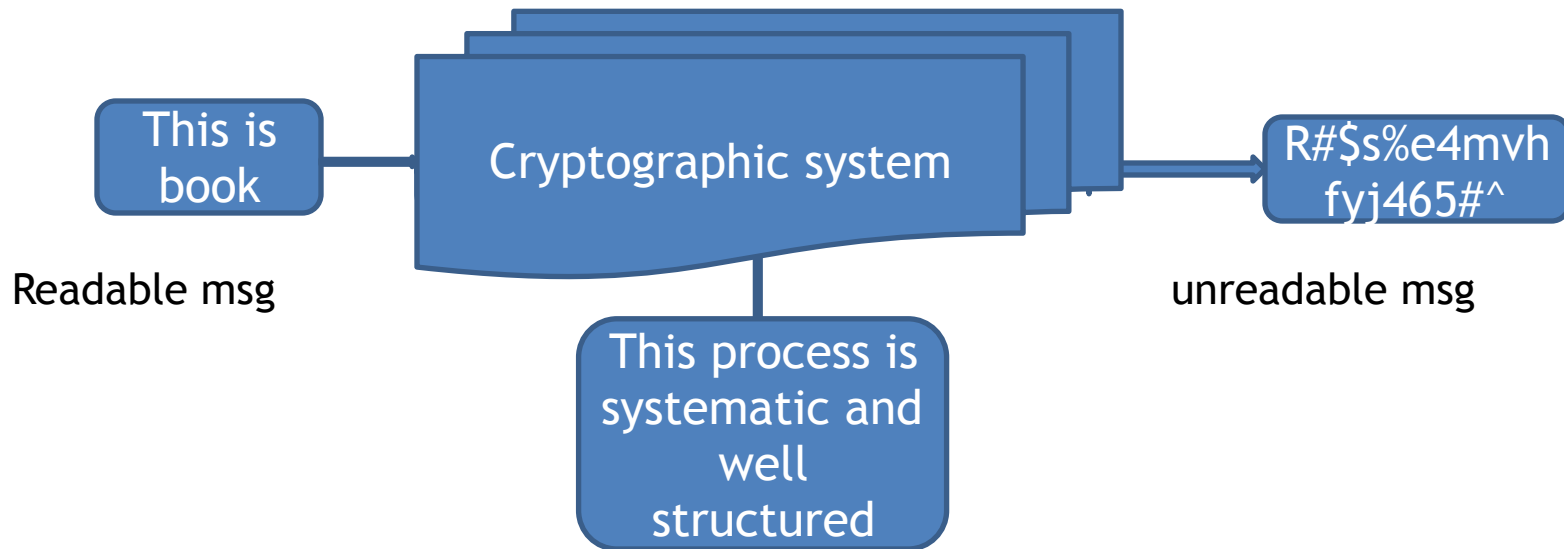 This is
book
Cryptographic system
R#$s%e4mvh
fyj465#^
Readable msg
unreadable msg
This process is
systematic and
well
structured